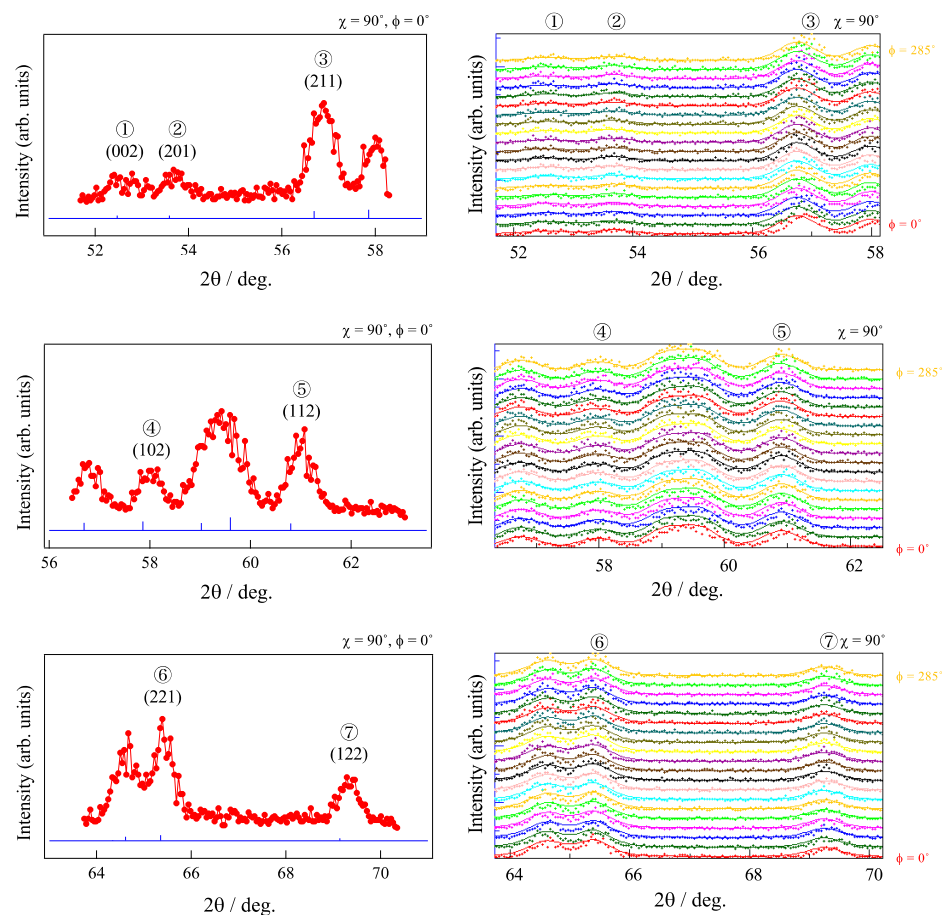 χ = 90˚, ϕ = 0˚
Intensity (arb. units)
① ② ③
(002) (201) (211)
52 54 56 58
2θ / deg.
① ② ③ χ = 90˚
Intensity (arb. units)
ϕ = 285˚
ϕ = 0˚
52 53 54 55 56 57 58
2θ / deg.
χ = 90˚, ϕ = 0˚
Intensity (arb. units)
④ ⑤
(102) (112)
56 58 60 62
2θ / deg.
④ ⑤ χ = 90˚
Intensity (arb. units)
ϕ = 285˚
ϕ = 0˚
58 60 62
2θ / deg.
χ = 90˚, ϕ = 0˚
Intensity (arb. units)
⑥ ⑦
(221) (122)
64 66 68 70
2θ / deg.
⑥ ⑦ χ = 90˚
Intensity (arb. units)
ϕ = 285˚
ϕ = 0˚
64 66 68 70
2θ / deg.